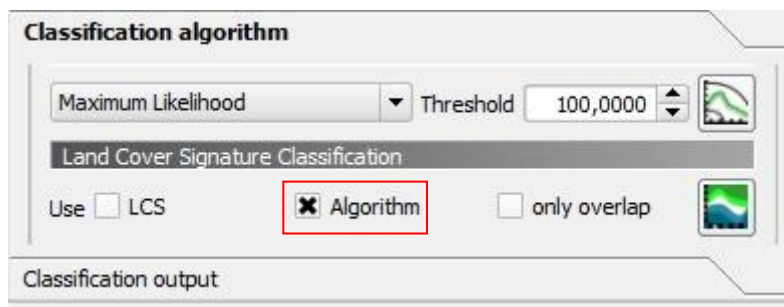 Classification algorithm
Maximum Likelihood Threshold 100,0000
Land Cover Signature Classification
Use LCS Algorithm only overlap
Classification output